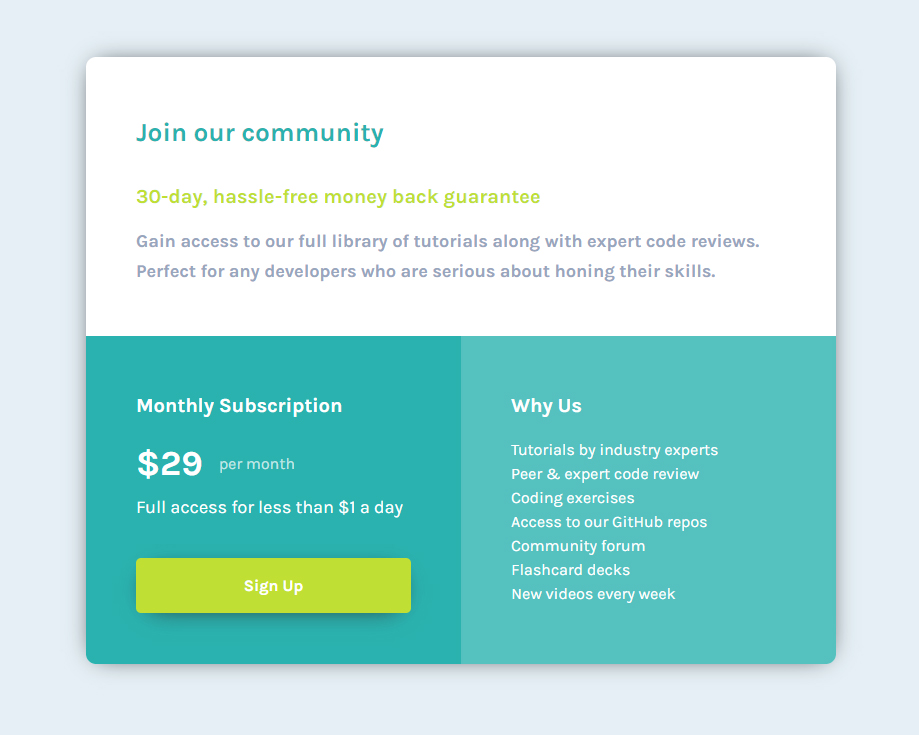 Join our community
30-day, hassle-free money back guarantee
Gain access to our full library of tutorials along with expert code reviews.
Perfect for any developers who are serious about honing their skills.
Monthly Subscription
$29 per month
Full access for less than $1 a day
Sign Up
Why Us
Tutorials by industry experts
Peer & expert code review
Coding exercises
Access to our GitHub repos
Community forum
Flashcard decks
New videos every week